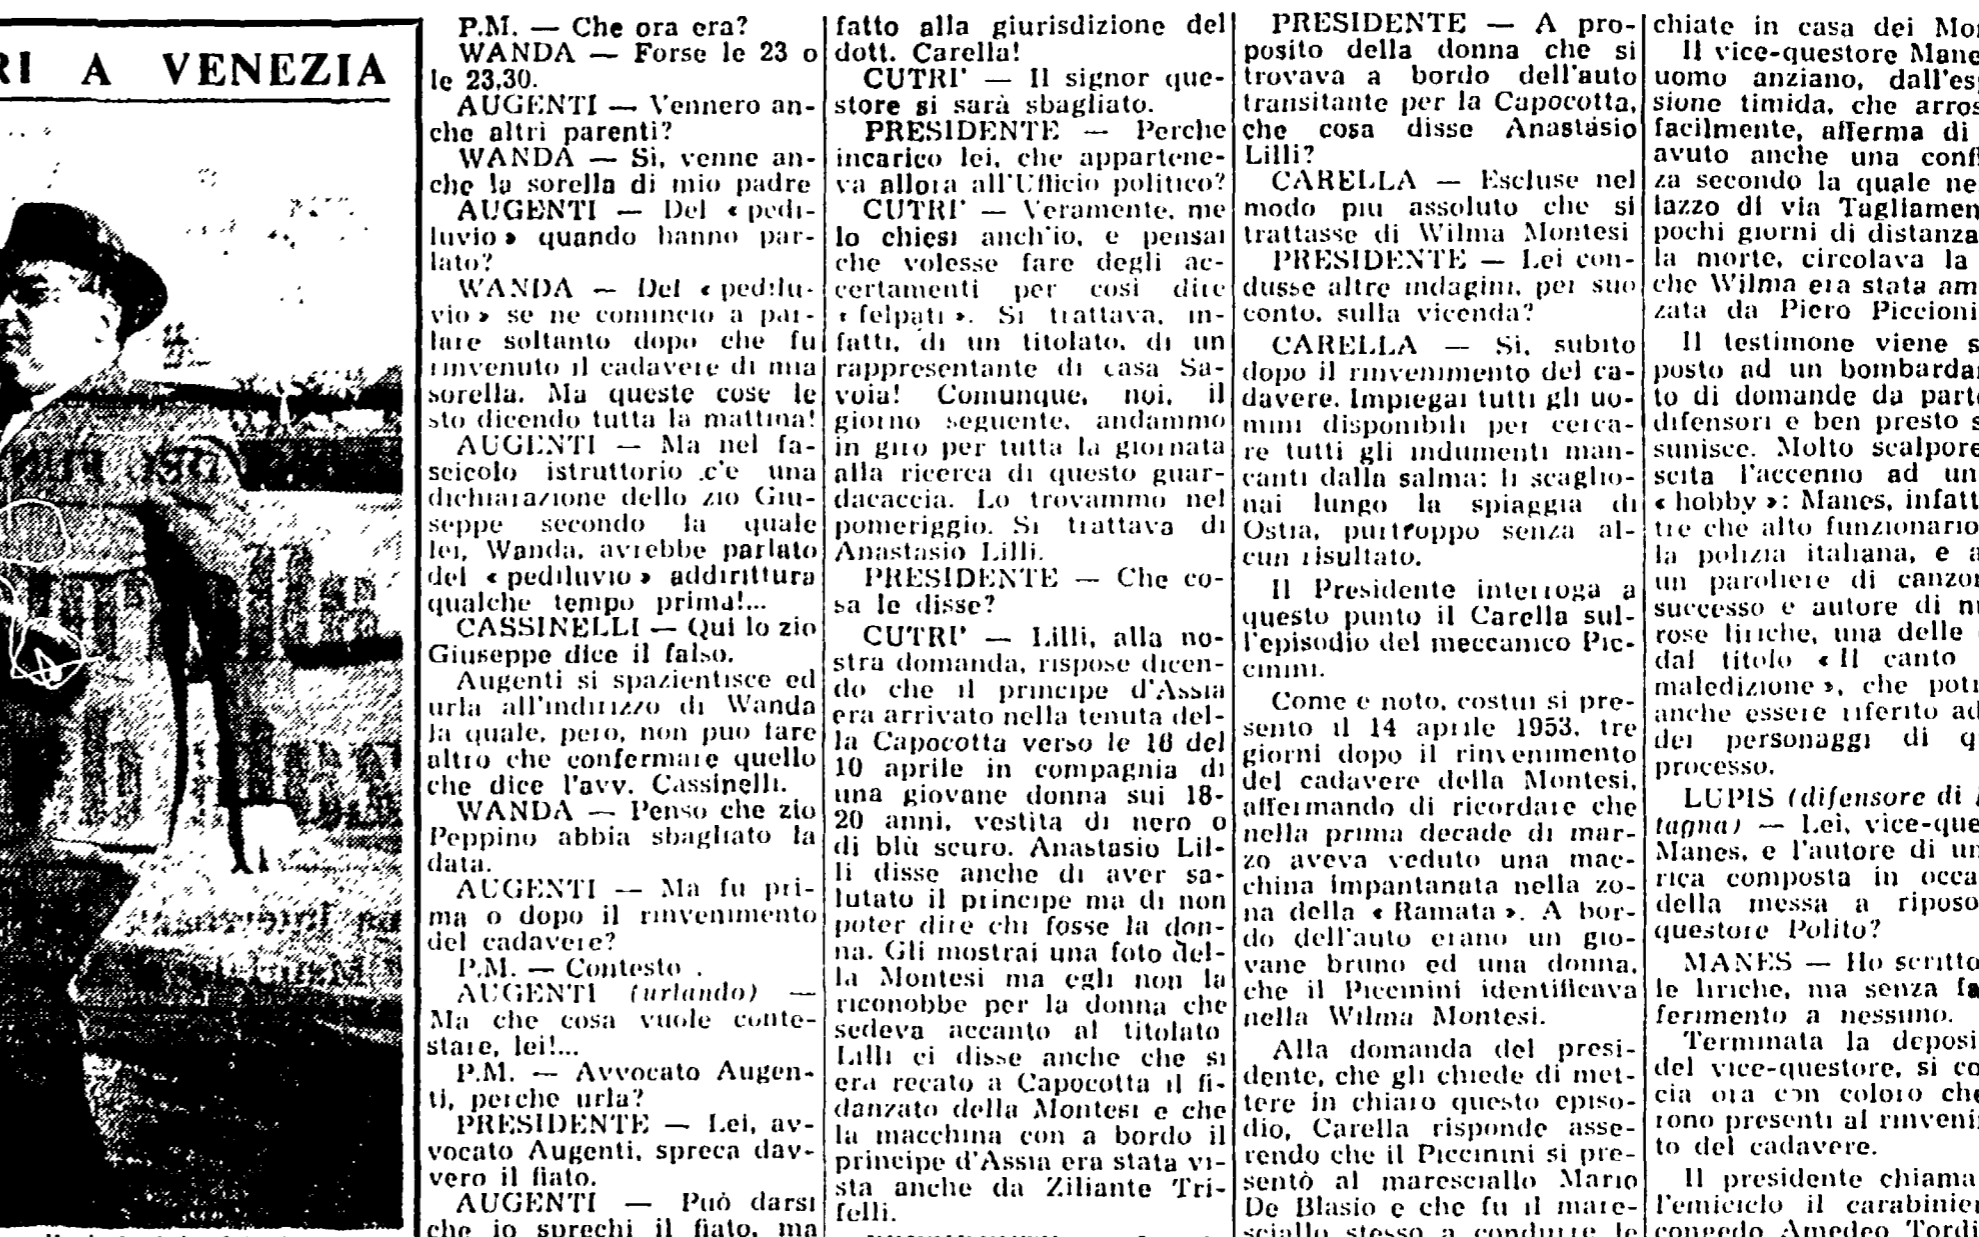 RI A VENEZIA
P.M. — Che ora era?
WANDA — Forse le 23 o
le 23,30.
AUGENTI — Vennero an-
che altri parenti?
WANDA — Sì, venne an-
che la sorella di mio padre
AUGENTI — Del « pedi-
luvio » quando hanno par-
lato?
WANDA — Del « pedilu-
vio » se ne cominciò a par-
lare soltanto dopo che fu
rinvenuto il cadavere di mia
sorella. Ma queste cose le
sto dicendo tutta la mattina!
AUGENTI — Ma nel fa-
scicolo istruttorio c'è una
dichiarazione dello zio Giu-
seppe secondo la quale
lei, Wanda, avrebbe parlato
del « pediluvio » addirittura
qualche tempo prima!...
CASSINELLI — Qui lo zio
Giuseppe dice il falso.
Augenti si spazientisce ed
urla all'indirizzo di Wanda
la quale, però, non può fare
altro che confermare quello
che dice l'avv. Cassinelli.
WANDA — Penso che zio
Peppino abbia sbagliato la
data.
AUGENTI — Ma fu pri-
ma o dopo il rinvenimento
del cadavere?
P.M. — Contesto .
AUGENTI (urlando) —
Ma che cosa vuole conte-
stare, lei!...
P.M. — Avvocato Augen-
ti, perché urla?
PRESIDENTE — Lei, av-
vocato Augenti, spreca dav-
vero il fiato.
AUGENTI — Può darsi
che io sprechi il fiato, ma
fatto alla giurisdizione del
dott. Carella!
CUTRI' — Il signor que-
store si sarà sbagliato.
PRESIDENTE — Perché
incaricò lei, che appartene-
va allora all'Ufficio politico?
CUTRI' — Veramente, me
lo chiesi anch'io, e pensai
che volesse fare degli ac-
certamenti per così dire
« felpati ». Si trattava, in-
fatti, di un titolato, di un
rappresentante di casa Sa-
voia! Comunque, noi, il
giorno seguente, andammo
in giro per tutta la giornata
alla ricerca di questo guar-
dacaccia. Lo trovammo nel
pomeriggio. Si trattava di
Anastasio Lilli.
PRESIDENTE — Che co-
sa le disse?
CUTRI' — Lilli, alla no-
stra domanda, rispose dicen-
do che il principe d'Assia
era arrivato nella tenuta del-
la Capocotta verso le 16 del
10 aprile in compagnia di
una giovane donna sui 18-
20 anni, vestita di nero o
di blù scuro. Anastasio Lil-
li disse anche di aver sa-
lutato il principe ma di non
poter dire chi fosse la don-
na. Gli mostrai una foto del-
la Montesi ma egli non la
riconobbe per la donna che
sedeva accanto al titolato
Lilli ci disse anche che si
era recato a Capocotta il fi-
danzato della Montesi e che
la macchina con a bordo il
principe d'Assia era stata vi-
sta anche da Ziliante Tri-
felli.
PRESIDENTE — A pro-
posito della donna che si
trovava a bordo dell'auto
transitante per la Capocotta,
che cosa disse Anastasio
Lilli?
CARELLA — Escluse nel
modo più assoluto che si
trattasse di Wilma Montesi
PRESIDENTE — Lei con-
dusse altre indagini, per suo
conto, sulla vicenda?
CARELLA — Sì, subito
dopo il rinvenimento del ca-
davere. Impiegai tutti gli uo-
mini disponibili per cerca-
re tutti gli indumenti man-
canti dalla salma: li scaglio-
nai lungo la spiaggia di
Ostia, purtroppo senza al-
cun risultato.
Il Presidente interroga a
questo punto il Carella sul-
l'episodio del meccanico Pic-
cinini.
Come è noto, costui si pre-
sentò il 14 aprile 1953, tre
giorni dopo il rinvenimento
del cadavere della Montesi,
affermando di ricordare che
nella prima decade di mar-
zo aveva veduto una mac-
china impantanata nella zo-
na della « Ramata ». A bor-
do dell'auto erano un gio-
vane bruno ed una donna,
che il Piccinini identificava
nella Wilma Montesi.
Alla domanda del presi-
dente, che gli chiede di met-
tere in chiaro questo episo-
dio, Carella risponde asse-
rendo che il Piccinini si pre-
sentò al maresciallo Mario
De Blasio e che fu il mare-
sciallo stesso a condurre le
chiate in casa dei Mon
Il vice-questore Mane
uomo anziano, dall'esp
sione timida, che arros
facilmente, afferma di
avuto anche una confi
za secondo la quale ne
lazzo di via Tagliamen
pochi giorni di distanza
la morte, circolava la
che Wilma era stata am
zata da Piero Piccioni
Il testimone viene s
posto ad un bombardam
to di domande da parte
difensori e ben presto s
sunisce. Molto scalpore
scita l'accenno ad un
« hobby »: Manes, infatt
tre che alto funzionario
la polizia italiana, è a
un paroliere di canzon
successo e autore di nu
rose liriche, una delle
dal titolo « Il canto
maledizione », che potr
anche essere riferito ad
dei personaggi di q
processo.
LUPIS (difensore di
tagna) — Lei, vice-que
Manes, è l'autore di un
rica composta in occa
della messa a riposo
questore Polito?
MANES — Ho scritto
le liriche, ma senza fa
ferimento a nessuno.
Terminata la deposi
del vice-questore, si co
cia ora con coloro che
rono presenti al rinveni
to del cadavere.
Il presidente chiama
l'emiciclo il carabinier
congedo Amedeo Tordi